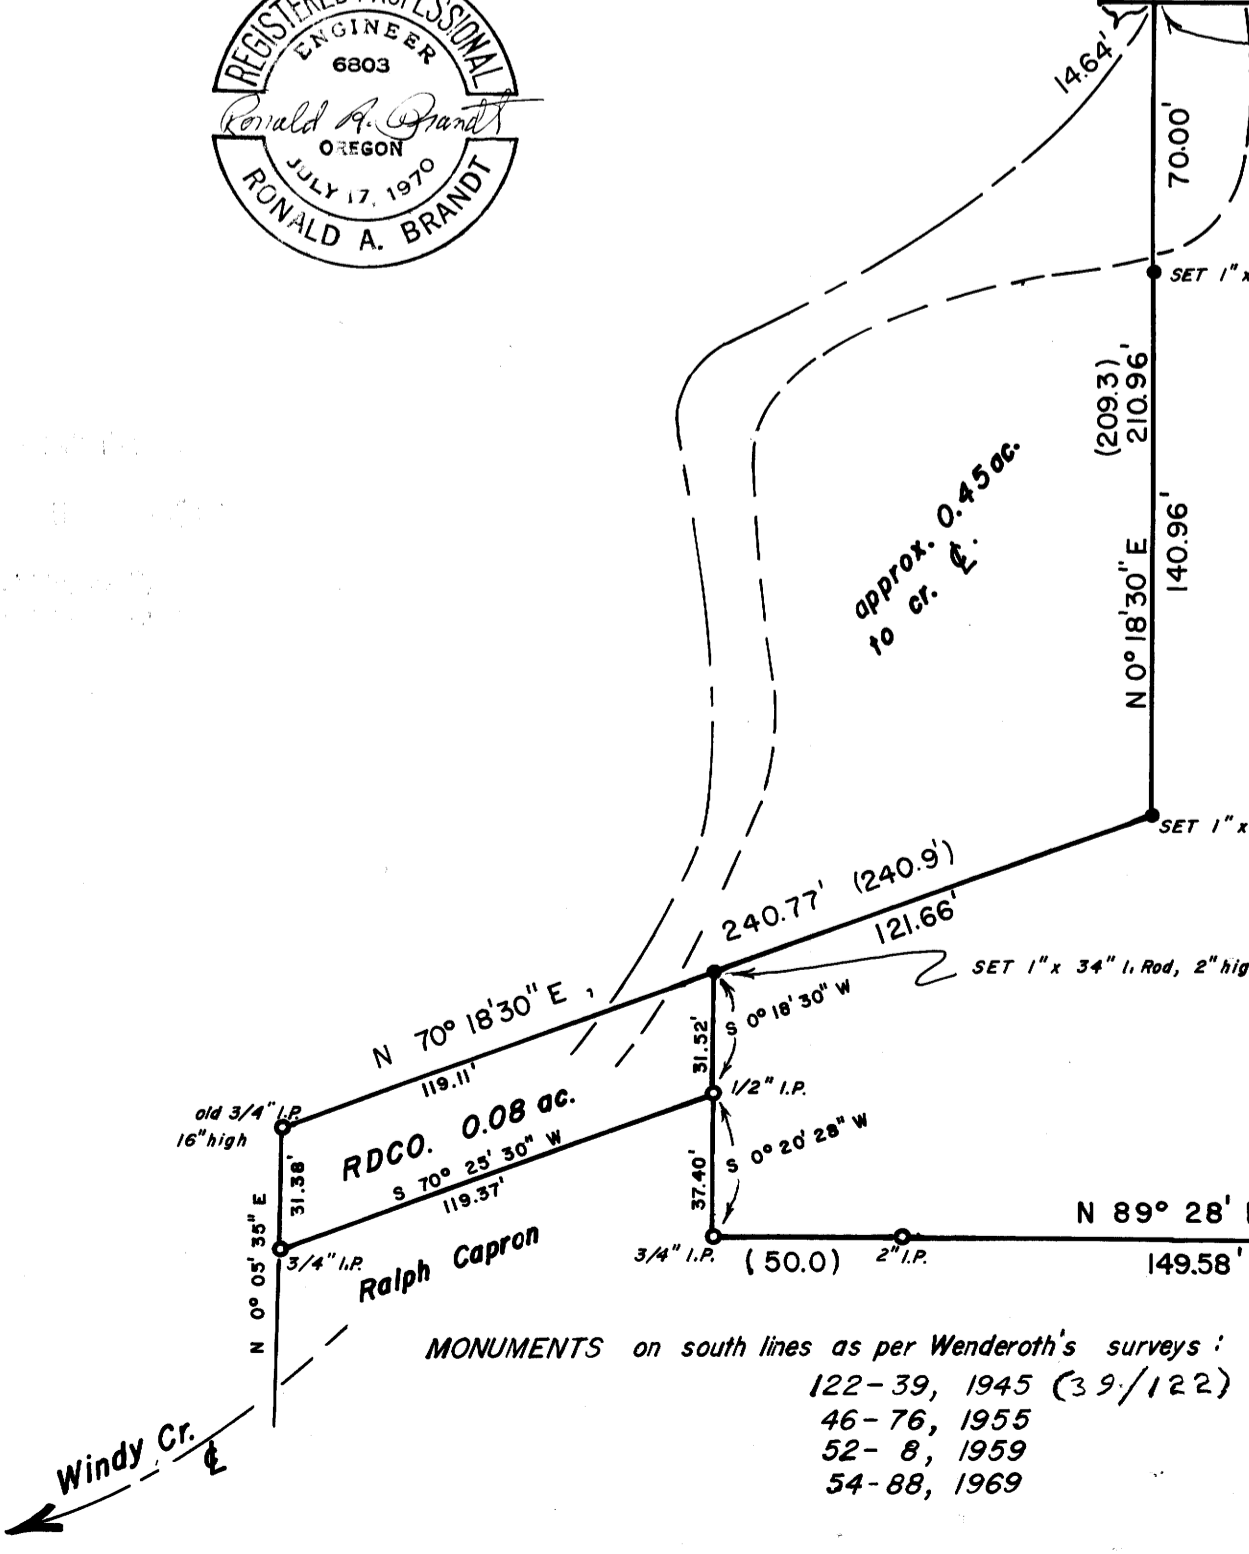 REGISTERED PROFESSIONAL
ENGINEER
6803
Ronald A. Brandt
OREGON
JULY 17, 1970
RONALD A. BRANDT
14.64'
70.00'
SET 1" x
(209.3)
210.96'
N 0° 18' 30" E
140.96'
approx. 0.45 ac.
to cr. ℄.
SET 1" x
240.77' (240.9')
121.66'
SET 1" x 34" I. Rod, 2" hig
N 70° 18' 30" E,
119.11'
S 0° 18' 30" W
31.52'
1/2" I.P.
old 3/4" I.P.
16" high
RDCO. 0.08 ac.
S 70° 25' 30" W
119.37'
31.38'
S 0° 20' 28" W
37.40'
N 0° 05' 35" E
3/4" I.P.
Ralph Capron
3/4" I.P.
(50.0)
2" I.P.
N 89° 28'
149.58'
MONUMENTS on south lines as per Wenderoth's surveys :
122-39, 1945 (39/122)
46-76, 1955
52- 8, 1959
54-88, 1969
Windy Cr.
℄